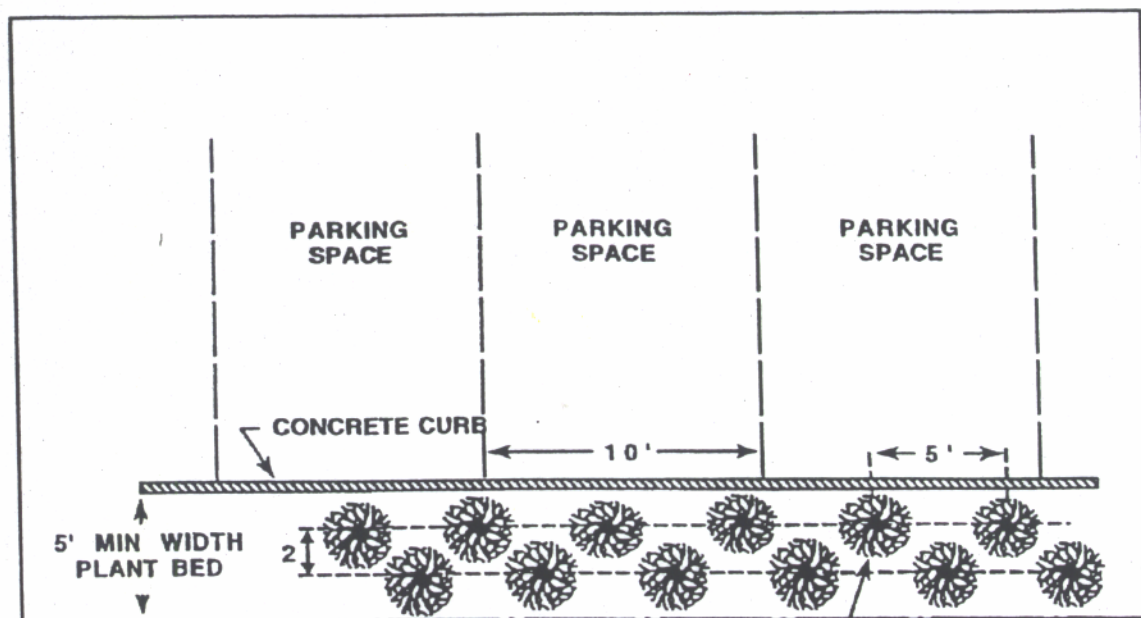 PARKING
SPACE
PARKING
SPACE
PARKING
SPACE
CONCRETE CURB
10'
5'
5' MIN WIDTH
PLANT BED
2